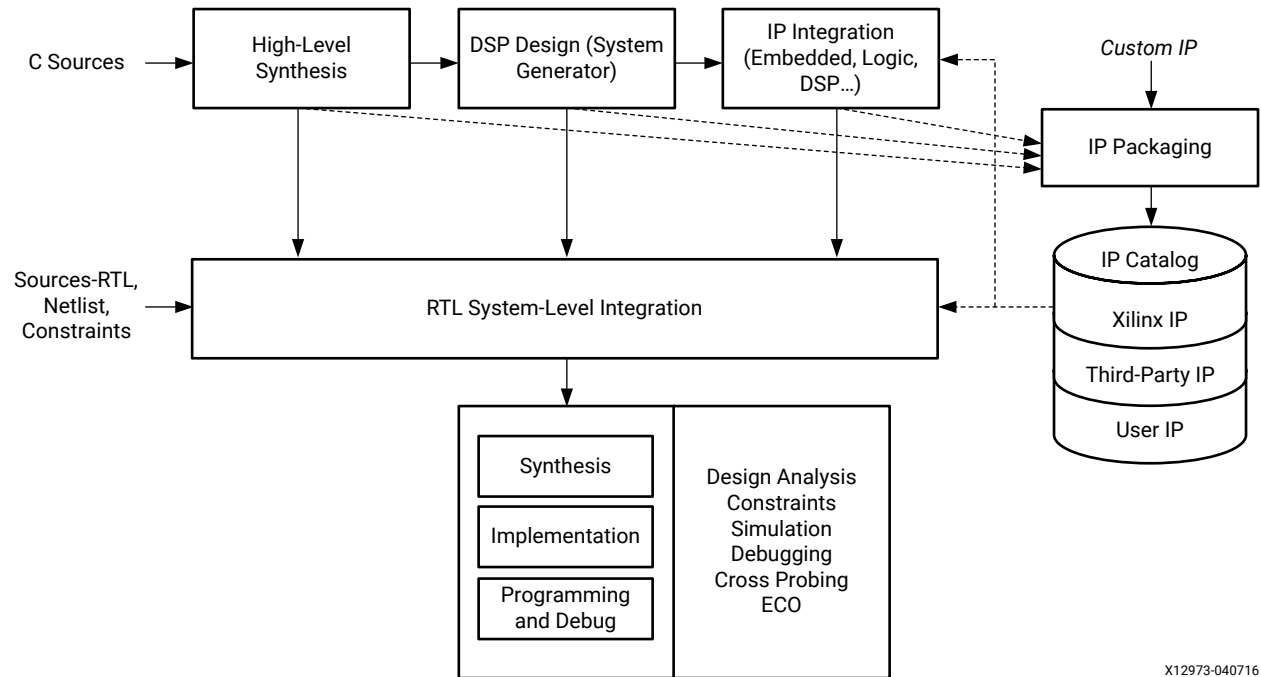 C Sources
High-Level
Synthesis
DSP Design (System
Generator)
IP Integration
(Embedded, Logic,
DSP…)
Custom IP
IP Packaging
Sources-RTL,
Netlist,
Constraints
RTL System-Level Integration
IP Catalog
Xilinx IP
Third-Party IP
User IP
Synthesis
Implementation
Programming
and Debug
Design Analysis
Constraints
Simulation
Debugging
Cross Probing
ECO
X12973-040716